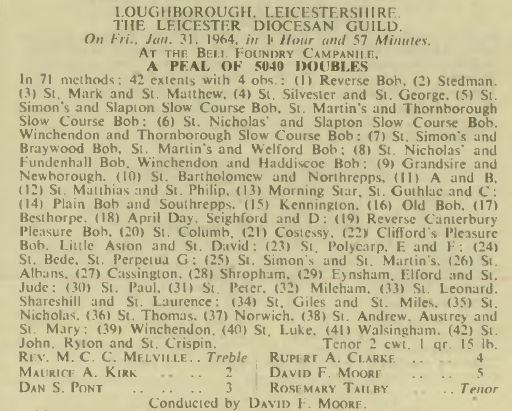 LOUGHBOROUGH, LEICESTERSHIRE.
THE LEICESTER DIOCESAN GUILD.
On Fri., Jan. 31, 1964, in 1 Hour and 57 Minutes,
AT THE BELL FOUNDRY CAMPANILE,
A PEAL OF 5040 DOUBLES
In 71 methods; 42 extents with 4 obs.: (1) Reverse Bob, (2) Stedman,
(3) St. Mark and St. Matthew, (4) St. Silvester and St. George, (5) St.
Simon's and Slapton Slow Course Bob, St. Martin's and Thornborough
Slow Course Bob; (6) St. Nicholas' and Slapton Slow Course Bob,
Winchendon and Thornborough Slow Course Bob; (7) St. Simon's and
Braywood Bob, St. Martin's and Welford Bob; (8) St. Nicholas' and
Fundenhall Bob, Winchendon and Haddiscoe Bob; (9) Grandsire and
Newborough, (10) St. Bartholomew and Northrepps, (11) A and B,
(12) St. Matthias and St. Philip, (13) Morning Star, St. Guthlac and C;
(14) Plain Bob and Southrepps, (15) Kennington, (16) Old Bob, (17)
Besthorpe, (18) April Day, Seighford and D; (19) Reverse Canterbury
Pleasure Bob, (20) St. Columb, (21) Costessy, (22) Clifford's Pleasure
Bob, Little Aston and St. David; (23) St. Polycarp, E and F; (24)
St. Bede, St. Perpetua G; (25) St. Simon's and St. Martin's, (26) St.
Albans, (27) Cassington, (28) Shropham, (29) Eynsham, Elford and St.
Jude; (30) St. Paul, (31) St. Peter, (32) Mileham, (33) St. Leonard,
Shareshill and St. Laurence; (34) St. Giles and St. Miles, (35) St.
Nicholas, (36) St. Thomas, (37) Norwich, (38) St. Andrew, Austrey and
St. Mary; (39) Winchendon, (40) St. Luke, (41) Walsingham, (42) St.
John, Ryton and St. Crispin. Tenor 2 cwt. 1 qr. 15 lb.
REV. M. C. C. MELVILLE .. Treble
MAURICE A. KIRK .. .. 2
DAN S. PONT .. .. .. 3
RUPERT A. CLARKE .. .. 4
DAVID F. MOORE .. .. 5
ROSEMARY TAILBY .. Tenor
Conducted by DAVID F. MOORE.